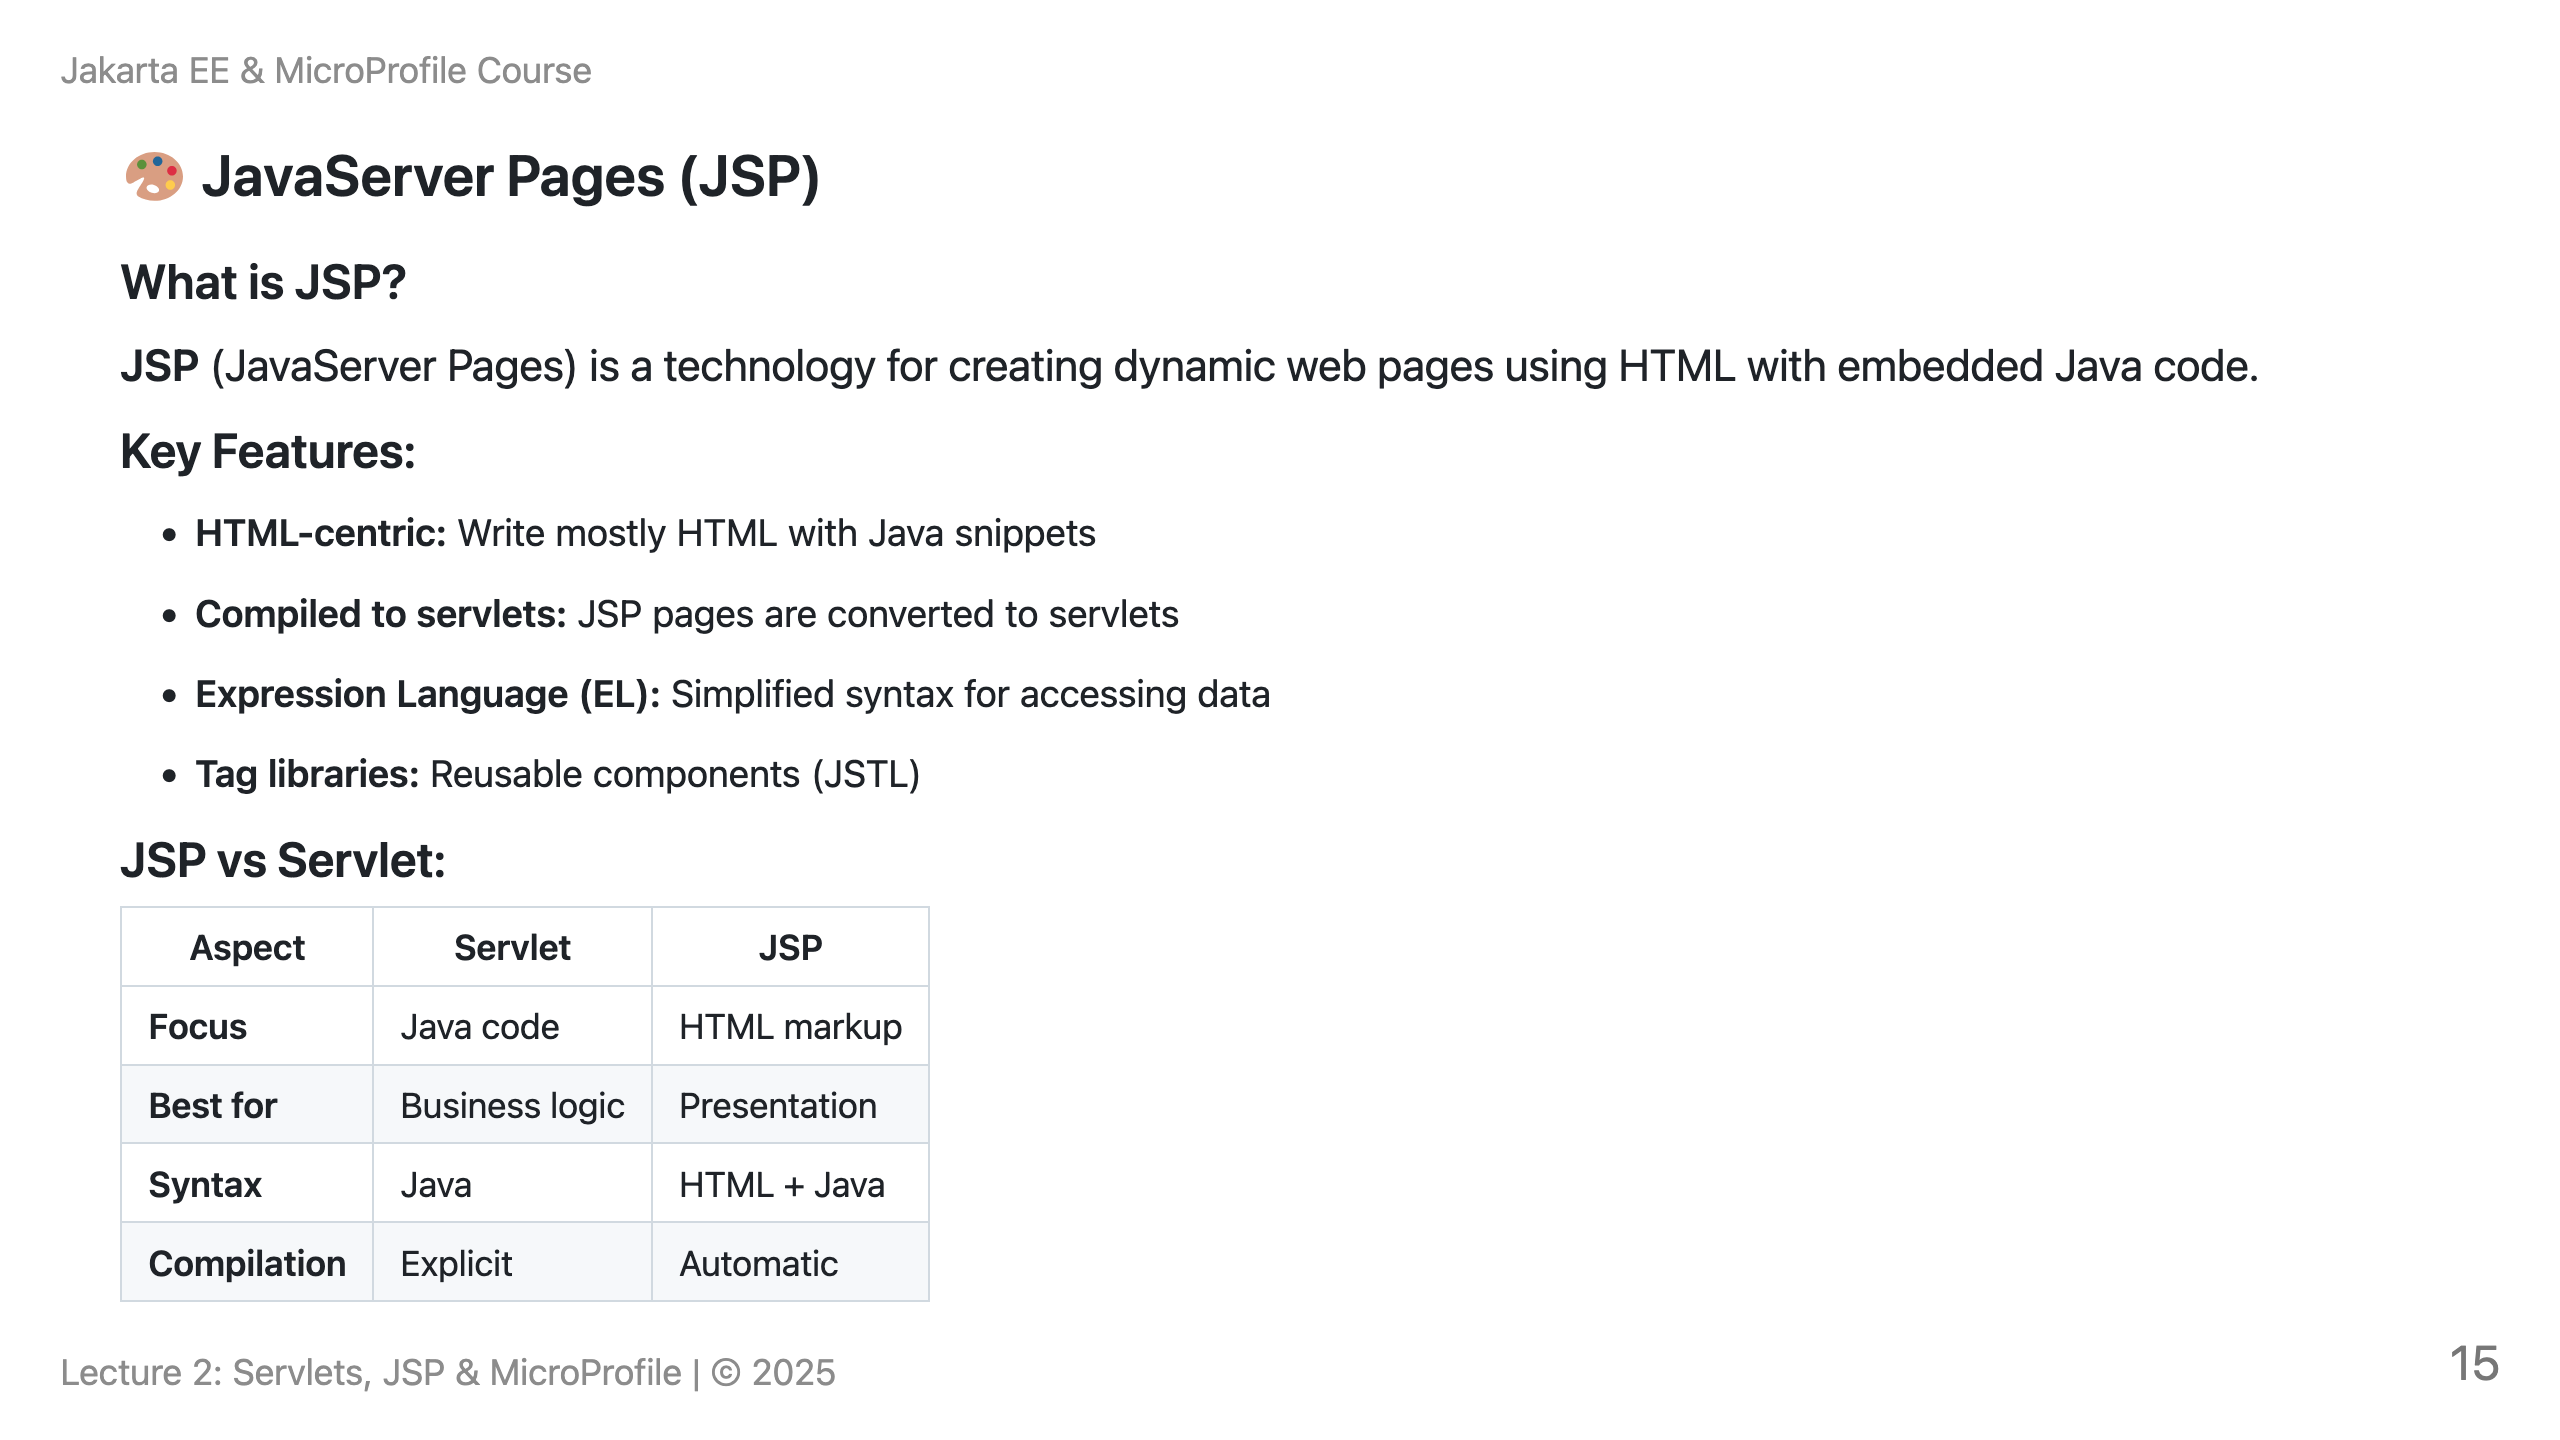 Jakarta EE & MicroProfile Course
🎨 JavaServer Pages (JSP)
What is JSP?
JSP (JavaServer Pages) is a technology for creating dynamic web pages using HTML with embedded Java code.
Key Features:
• HTML-centric: Write mostly HTML with Java snippets
• Compiled to servlets: JSP pages are converted to servlets
• Expression Language (EL): Simplified syntax for accessing data
• Tag libraries: Reusable components (JSTL)
JSP vs Servlet:
Aspect Servlet JSP
Focus Java code HTML markup
Best for Business logic Presentation
Syntax Java HTML + Java
Compilation Explicit Automatic
Lecture 2: Servlets, JSP & MicroProfile | © 2025
15